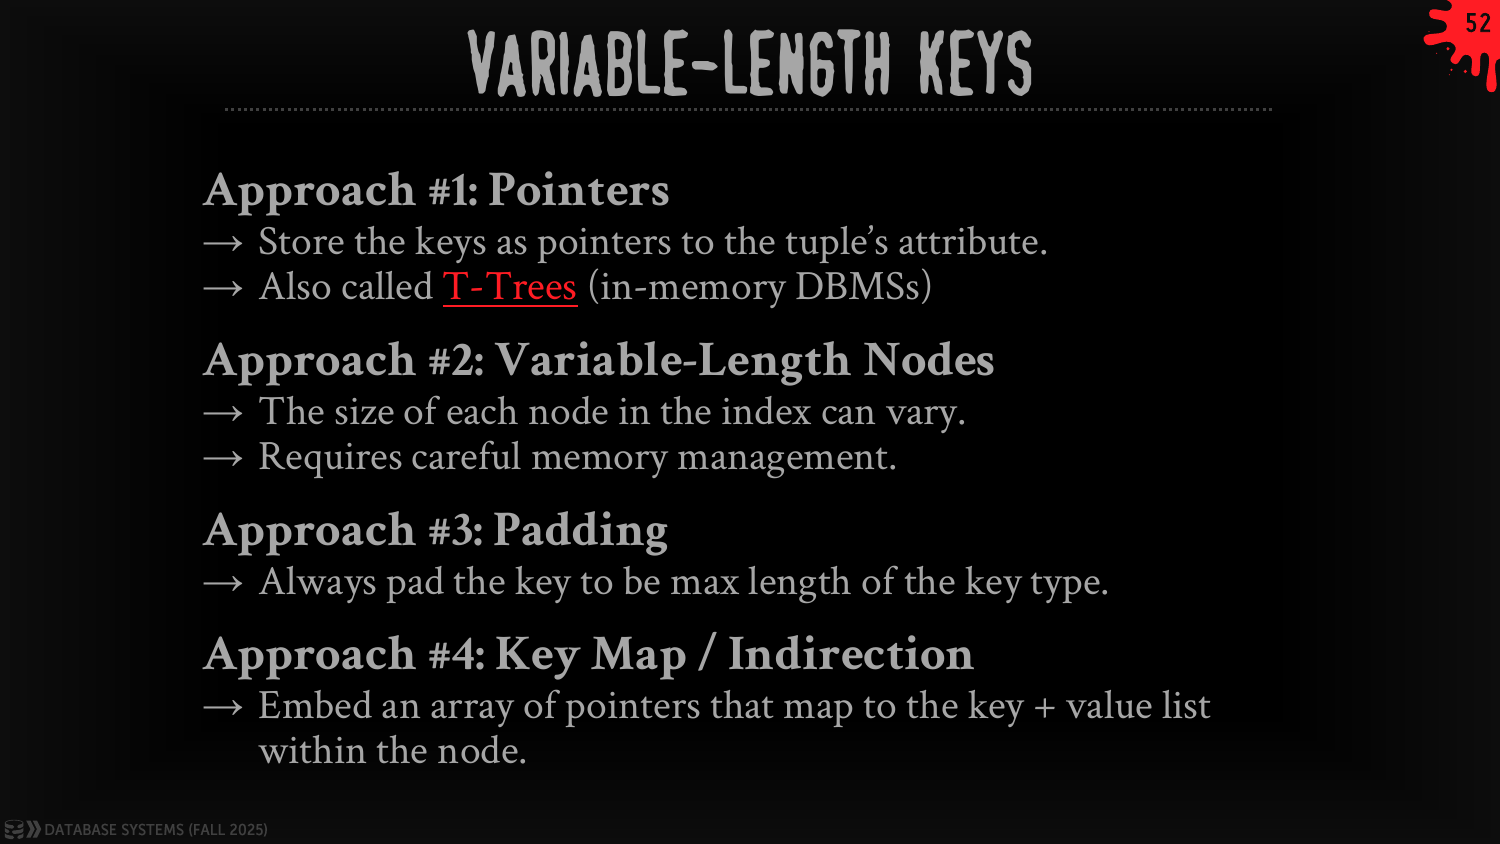 52
VARIABLE-LENGTH KEYS
Approach #1: Pointers
→ Store the keys as pointers to the tuple’s attribute.
→ Also called T-Trees (in-memory DBMSs)
Approach #2: Variable-Length Nodes
→ The size of each node in the index can vary.
→ Requires careful memory management.
Approach #3: Padding
→ Always pad the key to be max length of the key type.
Approach #4: Key Map / Indirection
→ Embed an array of pointers that map to the key + value list
within the node.
DATABASE SYSTEMS (FALL 2025)